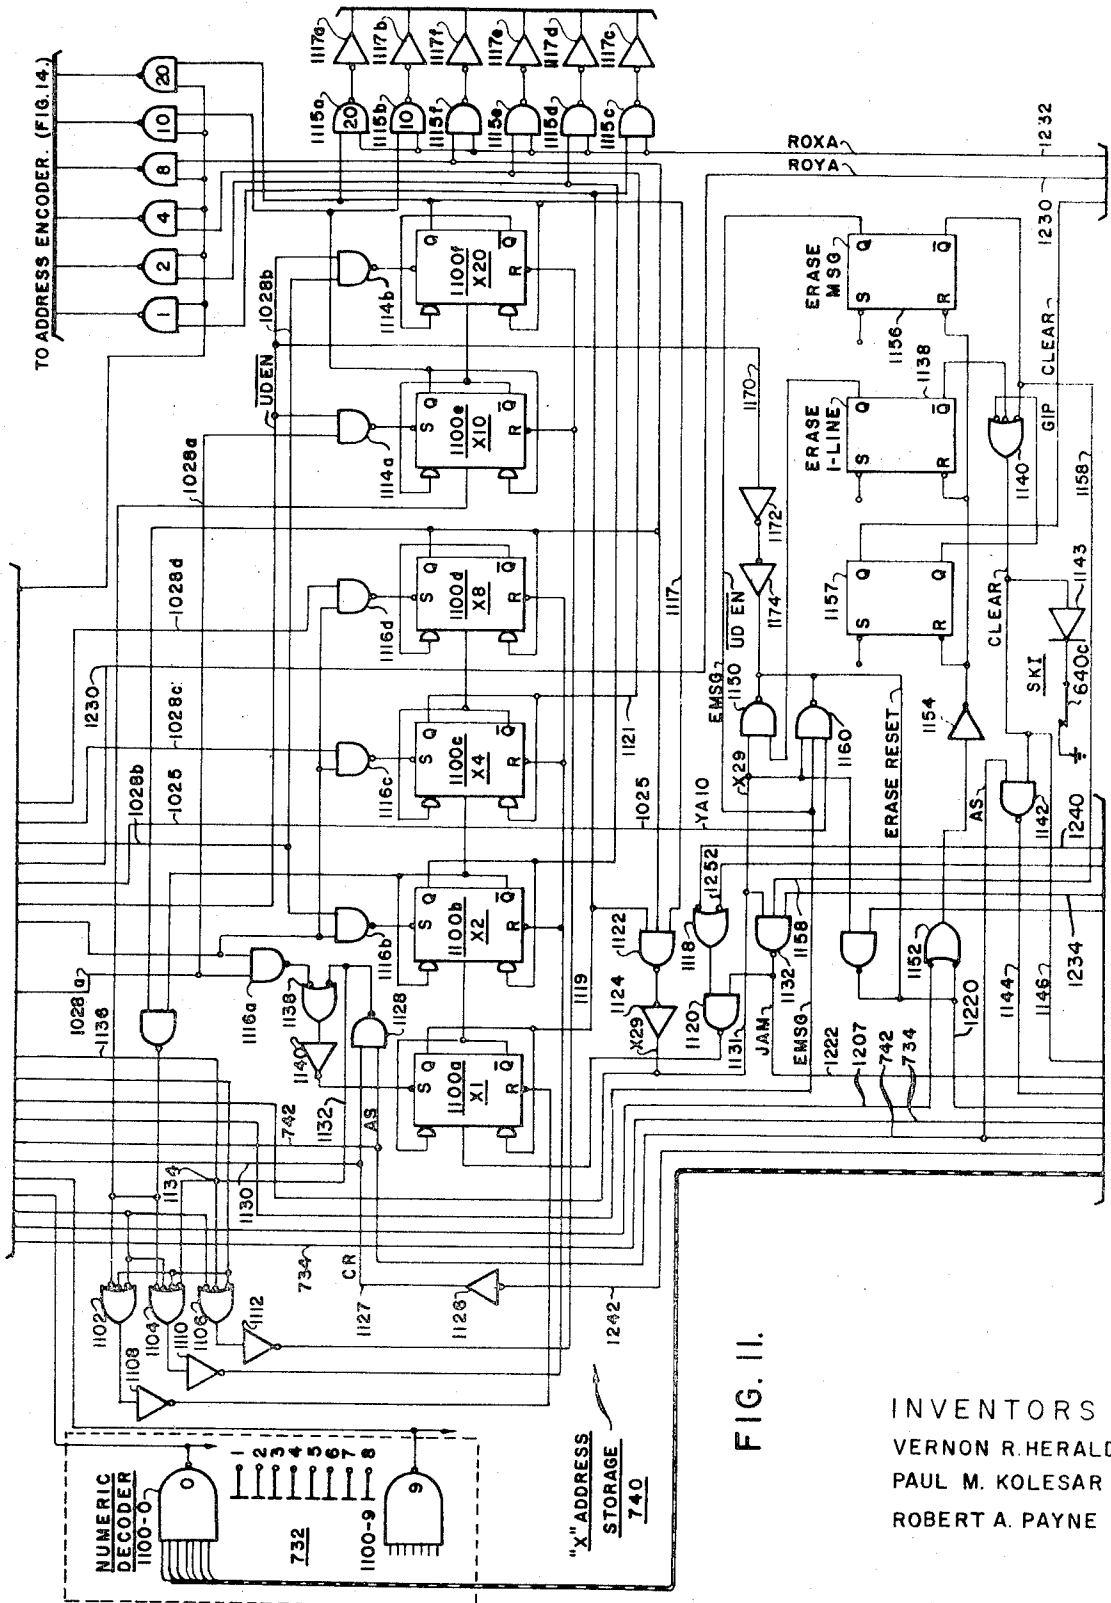 TO ADDRESS ENCODER. (FIG. 14.)
1
2
4
8
10
20
1115a
20
1117a
1115b
10
1117b
1115f
1117f
1115e
1117e
1115d
1117d
1115c
1117c
ROXA
ROYA
1232
1230
UD EN
1028b
1028a
1028d
1230
1028c
1028b
1025
1028a
1136
1114b
1114a
1116d
1116c
1116b
1116a
1138
1140
1128
1132
742
AS
1134
1130
Q
1100f
X20
Q
R
Q
S
1100e
X10
Q
R
Q
S
1100d
X8
Q
R
Q
S
1100c
X4
Q
R
Q
S
1100b
X2
Q
R
Q
S
1100a
X1
Q
R
1117
1121
1025
1119
1122
1124
X29
YA10
1252
1118
1120
1131
JAM
1158
1132
EMSG
1222
1207
742
734
EMSG
UD EN
1170
1172
1174
1150
X29
1160
ERASE RESET
ERASE MSG
S
Q
Q
R
1156
ERASE 1-LINE
S
Q
Q
R
1138
1157
S
Q
Q
R
CLEAR
1140
GIP
1158
CLEAR
1143
SKI
640c
1154
AS
1142
1240
1152
1220
1144
1146
1234
1102
1104
1106
1108
1110
1112
734
CR
1127
1126
1242
NUMERIC
DECODER
1100-0
0
1
2
3
4
5
6
7
8
732
1100-9
9
"X" ADDRESS
STORAGE
740
FIG. 11.
INVENTORS
VERNON R. HERALD
PAUL M. KOLESAR
ROBERT A. PAYNE